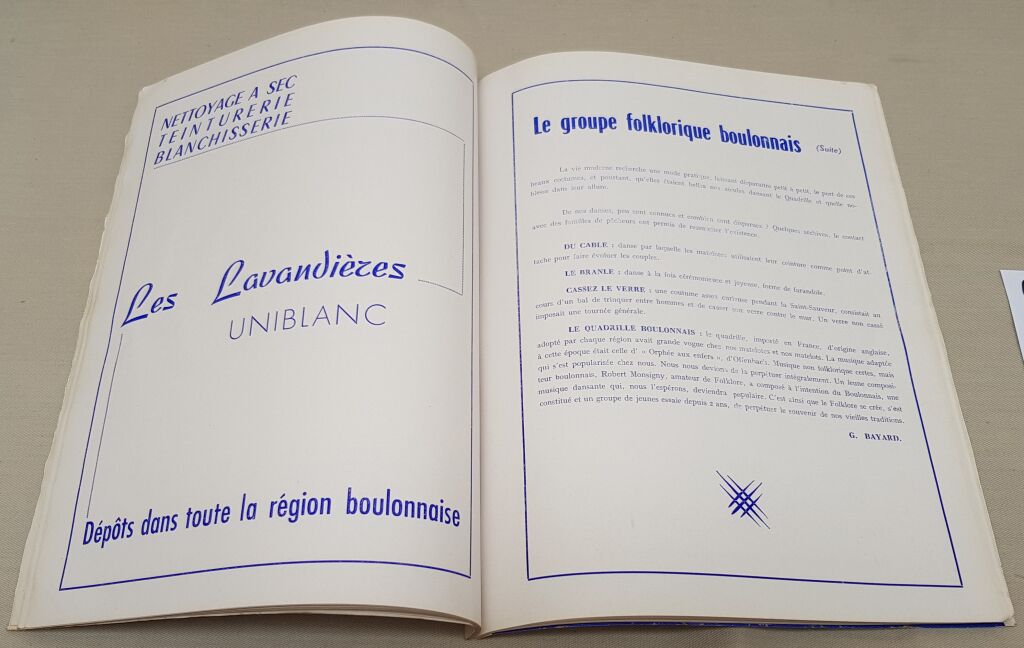 NETTOYAGE A SEC
TEINTURERIE
BLANCHISSERIE
Les Lavandières
UNIBLANC
Dépôts dans toute la région boulonnaise
Le groupe folklorique boulonnais (Suite)
La vie moderne recherche une mode pratique, laissant disparaître petit à petit, le port de ces
beaux costumes, et pourtant, qu'elles étaient belles nos aïeules dansant le Quadrille et quelle no-
blesse dans leur allure.
De nos danses, peu sont connues et combien sont disparues ? Quelques archives, le contact
avec des familles de pêcheurs ont permis de ressusciter l'existence.
DU CABLE : danse par laquelle les matelotes utilisaient leur ceinture comme point d'at-
tache pour faire évoluer les couples.
LE BRANLE : danse à la fois cérémonieuse et joyeuse, forme de farandole.
CASSEZ LE VERRE : une coutume assez curieuse pendant la Saint-Sauveur, consistait au
cours d'un bal de trinquer entre hommes et de casser son verre contre le mur. Un verre non cassé
imposait une tournée générale.
LE QUADRILLE BOULONNAIS : le quadrille, importé en France, d'origine anglaise,
adopté par chaque région avait grande vogue chez nos matelotes et nos matelots. La musique adaptée
à cette époque était celle d' « Orphée aux enfers », d'Offenbach. Musique non folklorique certes, mais
qui s'est popularisée chez nous. Nous nous devions de la perpétuer intégralement. Un jeune composi-
teur boulonnais, Robert Monsigny, amateur de Folklore, a composé à l'intention du Boulonnais, une
musique dansante qui, nous l'espérons, deviendra populaire. C'est ainsi que le Folklore se crée, s'est
constitué et un groupe de jeunes essaie depuis 2 ans, de perpétuer le souvenir de nos vieilles traditions.
G. BAYARD.